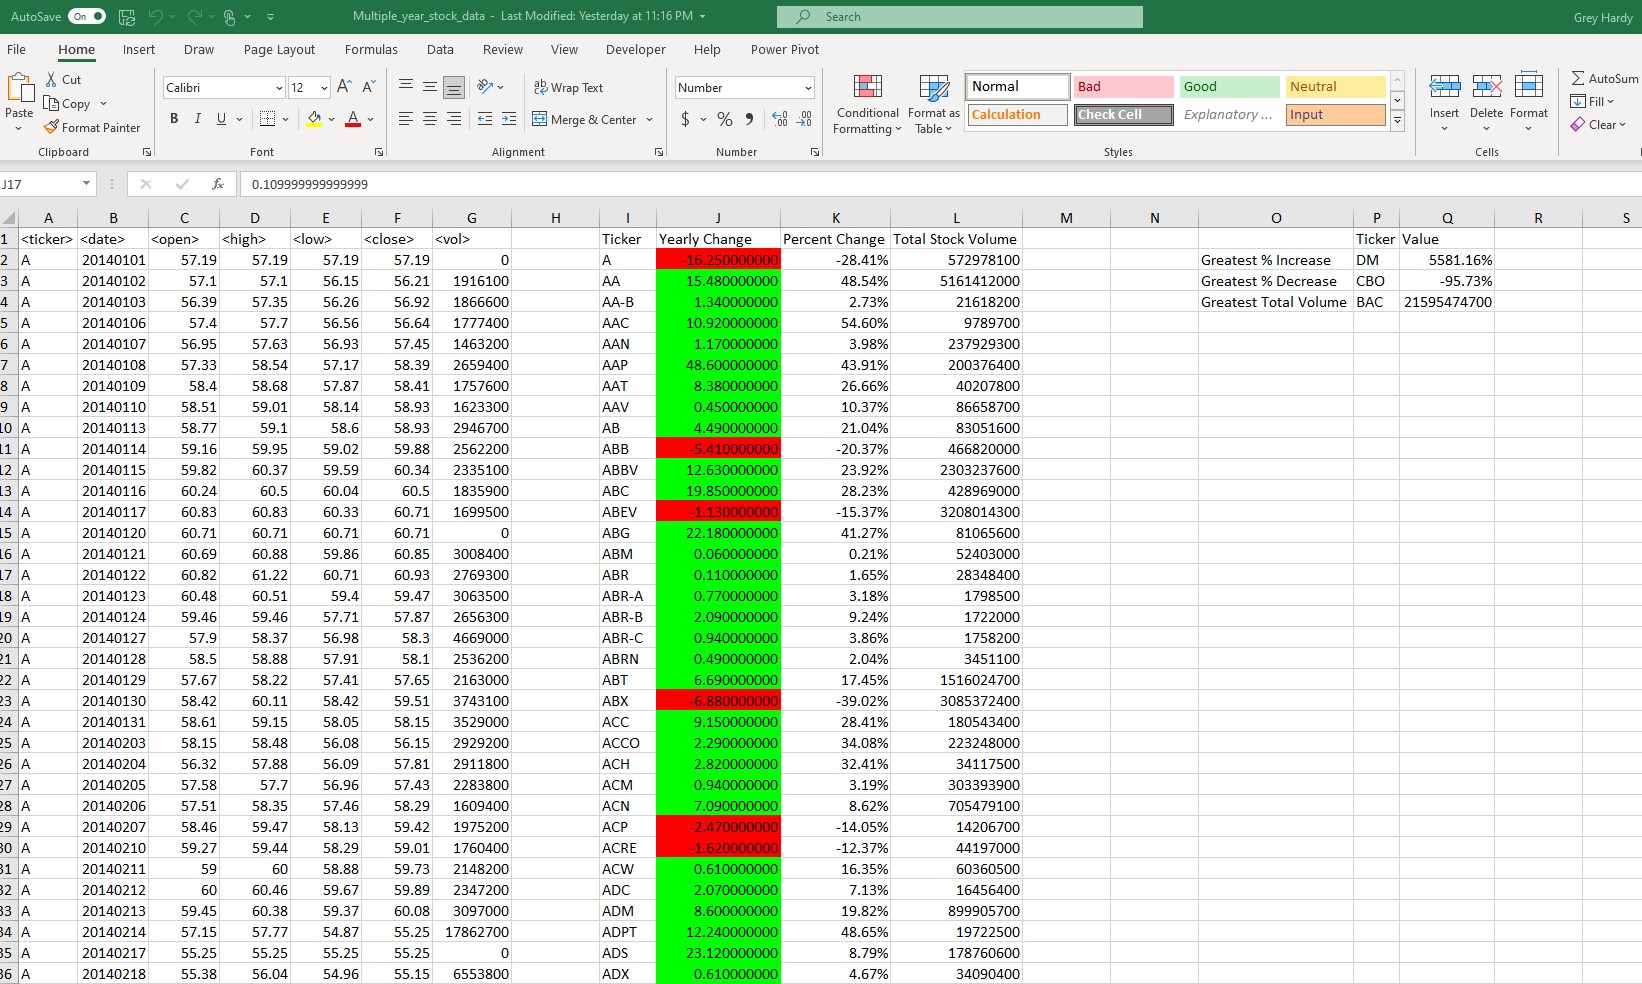 AutoSave On Multiple_year_stock_data - Last Modified: Yesterday at 11:16 PM Search Grey Hardy
File Home Insert Draw Page Layout Formulas Data Review View Developer Help Power Pivot
Paste Cut Copy Format Painter Clipboard
Calibri 12 B I U A Font
Wrap Text Merge & Center Alignment
Number $ % Number
Conditional Formatting Format as Table Normal Bad Good Neutral Calculation Check Cell Explanatory ... Input Styles
Insert Delete Format Cells
AutoSum Fill Clear
J17 fx 0.109999999999999
A B C D E F G H I J K L M N O P Q R S
1 <ticker> <date> <open> <high> <low> <close> <vol> Ticker Yearly Change Percent Change Total Stock Volume Ticker Value
2 A 20140101 57.19 57.19 57.19 57.19 0 A -16.250000000 -28.41% 572978100 Greatest % Increase DM 5581.16%
3 A 20140102 57.1 57.1 56.15 56.21 1916100 AA 15.480000000 48.54% 5161412000 Greatest % Decrease CBO -95.73%
4 A 20140103 56.39 57.35 56.26 56.92 1866600 AA-B 1.340000000 2.73% 21618200 Greatest Total Volume BAC 21595474700
5 A 20140106 57.4 57.7 56.56 56.64 1777400 AAC 10.920000000 54.60% 9789700
6 A 20140107 56.95 57.63 56.93 57.45 1463200 AAN 1.170000000 3.98% 237929300
7 A 20140108 57.33 58.54 57.17 58.39 2659400 AAP 48.600000000 43.91% 200376400
8 A 20140109 58.4 58.68 57.87 58.41 1757600 AAT 8.380000000 26.66% 40207800
9 A 20140110 58.51 59.01 58.14 58.93 1623300 AAV 0.450000000 10.37% 86658700
10 A 20140113 58.77 59.1 58.6 58.93 2946700 AB 4.490000000 21.04% 83051600
11 A 20140114 59.16 59.95 59.02 59.88 2562200 ABB -5.410000000 -20.37% 466820000
12 A 20140115 59.82 60.37 59.59 60.34 2335100 ABBV 12.630000000 23.92% 2303237600
13 A 20140116 60.24 60.5 60.04 60.5 1835900 ABC 19.850000000 28.23% 428969000
14 A 20140117 60.83 60.83 60.33 60.71 1699500 ABEV -1.130000000 -15.37% 3208014300
15 A 20140120 60.71 60.71 60.71 60.71 0 ABG 22.180000000 41.27% 81065600
16 A 20140121 60.69 60.88 59.86 60.85 3008400 ABM 0.060000000 0.21% 52403000
17 A 20140122 60.82 61.22 60.71 60.93 2769300 ABR 0.110000000 1.65% 28348400
18 A 20140123 60.48 60.51 59.4 59.47 3063500 ABR-A 0.770000000 3.18% 1798500
19 A 20140124 59.46 59.46 57.71 57.87 2656300 ABR-B 2.090000000 9.24% 1722000
20 A 20140127 57.9 58.37 56.98 58.3 4669000 ABR-C 0.940000000 3.86% 1758200
21 A 20140128 58.5 58.88 57.91 58.1 2536200 ABRN 0.490000000 2.04% 3451100
22 A 20140129 57.67 58.22 57.41 57.65 2163000 ABT 6.690000000 17.45% 1516024700
23 A 20140130 58.42 60.11 58.42 59.51 3743100 ABX -6.880000000 -39.02% 3085372400
24 A 20140131 58.61 59.15 58.05 58.15 3529000 ACC 9.150000000 28.41% 180543400
25 A 20140203 58.15 58.48 56.08 56.15 2929200 ACCO 2.290000000 34.08% 223248000
26 A 20140204 56.32 57.88 56.09 57.81 2911800 ACH 2.820000000 32.41% 34117500
27 A 20140205 57.58 57.7 56.96 57.43 2283800 ACM 0.940000000 3.19% 303393900
28 A 20140206 57.51 58.35 57.46 58.29 1609400 ACN 7.090000000 8.62% 705479100
29 A 20140207 58.46 59.47 58.13 59.42 1975200 ACP -2.470000000 -14.05% 14206700
30 A 20140210 59.27 59.44 58.29 59.01 1760400 ACRE -1.620000000 -12.37% 44197000
31 A 20140211 59 60 58.88 59.73 2148200 ACW 0.610000000 16.35% 60360500
32 A 20140212 60 60.46 59.67 59.89 2347200 ADC 2.070000000 7.13% 16456400
33 A 20140213 59.45 60.38 59.37 60.08 3097000 ADM 8.600000000 19.82% 899905700
34 A 20140214 57.15 57.77 54.87 55.25 17862700 ADPT 12.240000000 48.65% 19722500
35 A 20140217 55.25 55.25 55.25 55.25 0 ADS 23.120000000 8.79% 178760600
36 A 20140218 55.38 56.04 54.96 55.15 6553800 ADX 0.610000000 4.67% 34090400